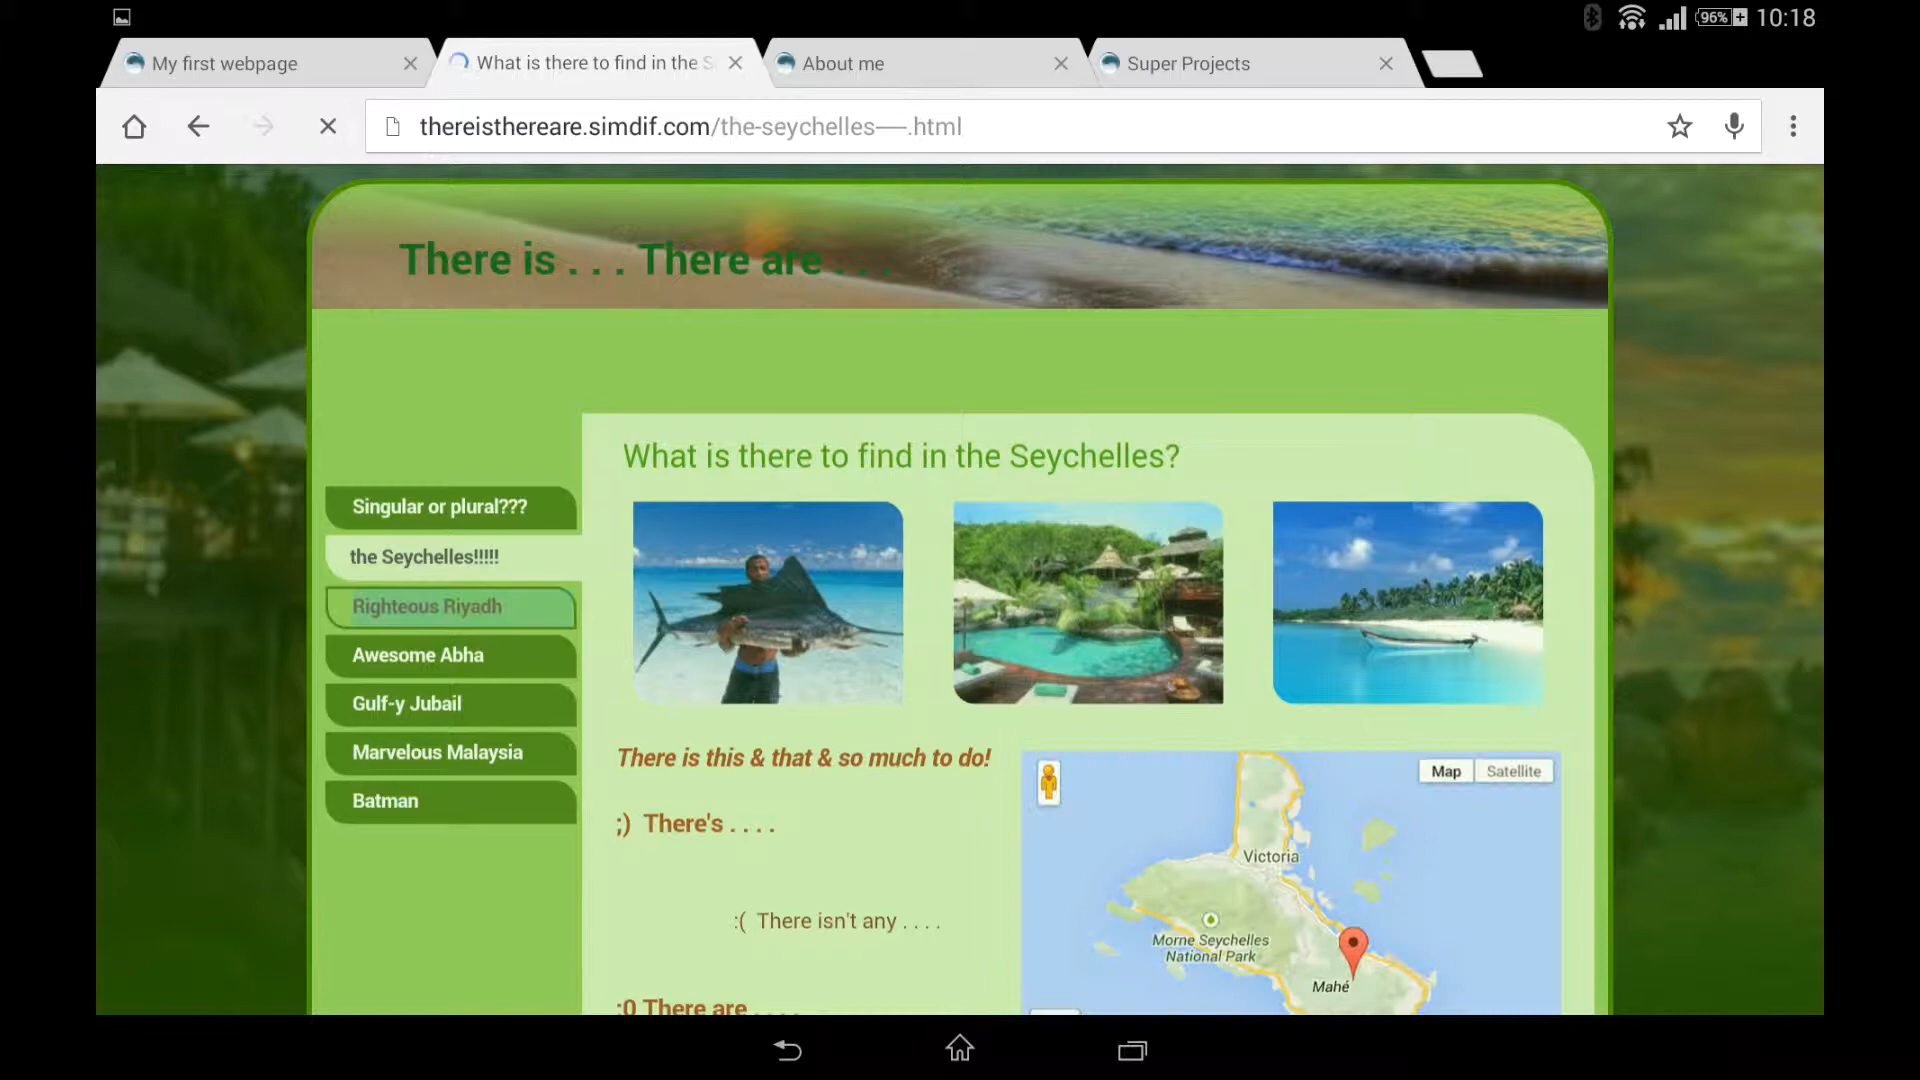 96%
10:18
My first webpage
What is there to find in the S
About me
Super Projects
thereisthereare.simdif.com/the-seychelles-----.html
There is . . . There are . . .
What is there to find in the Seychelles?
Singular or plural???
the Seychelles!!!!!
Righteous Riyadh
Awesome Abha
Gulf-y Jubail
Marvelous Malaysia
Batman
There is this & that & so much to do!
;) There's . . . .
:( There isn't any . . . .
:0 There are . . . .
Map
Satellite
Victoria
Morne Seychelles
National Park
Mahé